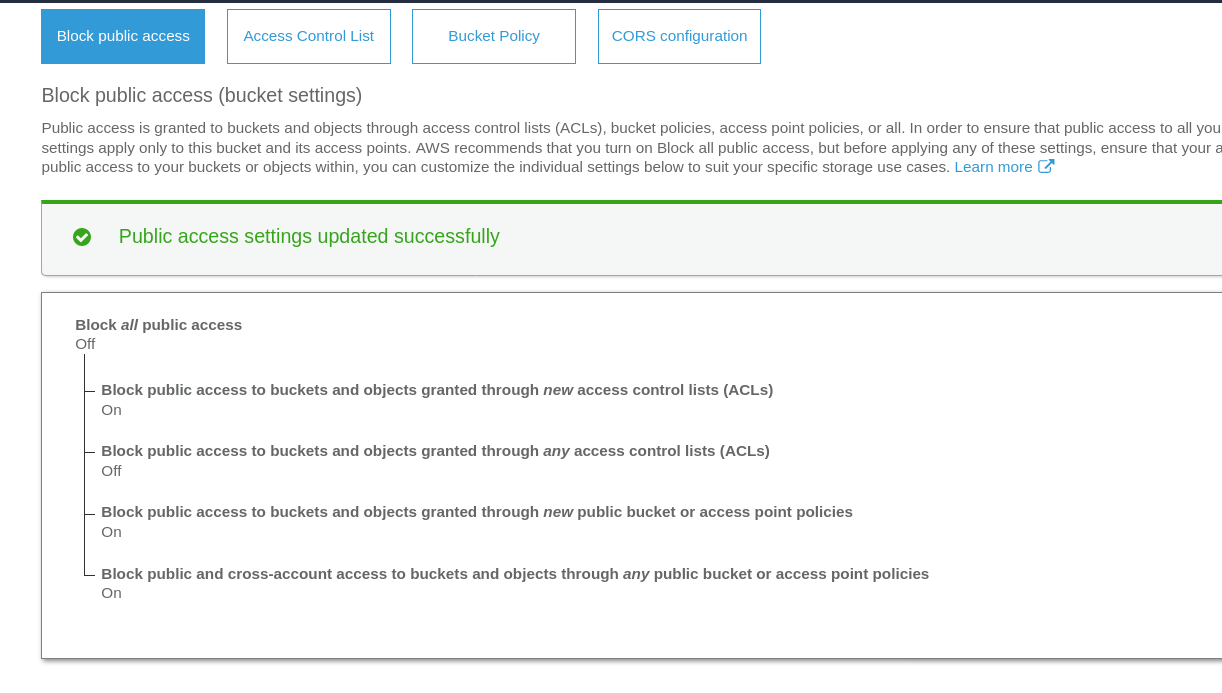 Block public access
Access Control List
Bucket Policy
CORS configuration
Block public access (bucket settings)
Public access is granted to buckets and objects through access control lists (ACLs), bucket policies, access point policies, or all. In order to ensure that public access to all you
settings apply only to this bucket and its access points. AWS recommends that you turn on Block all public access, but before applying any of these settings, ensure that your a
public access to your buckets or objects within, you can customize the individual settings below to suit your specific storage use cases. Learn more
Public access settings updated successfully
Block all public access
Off
Block public access to buckets and objects granted through new access control lists (ACLs)
On
Block public access to buckets and objects granted through any access control lists (ACLs)
Off
Block public access to buckets and objects granted through new public bucket or access point policies
On
Block public and cross-account access to buckets and objects through any public bucket or access point policies
On